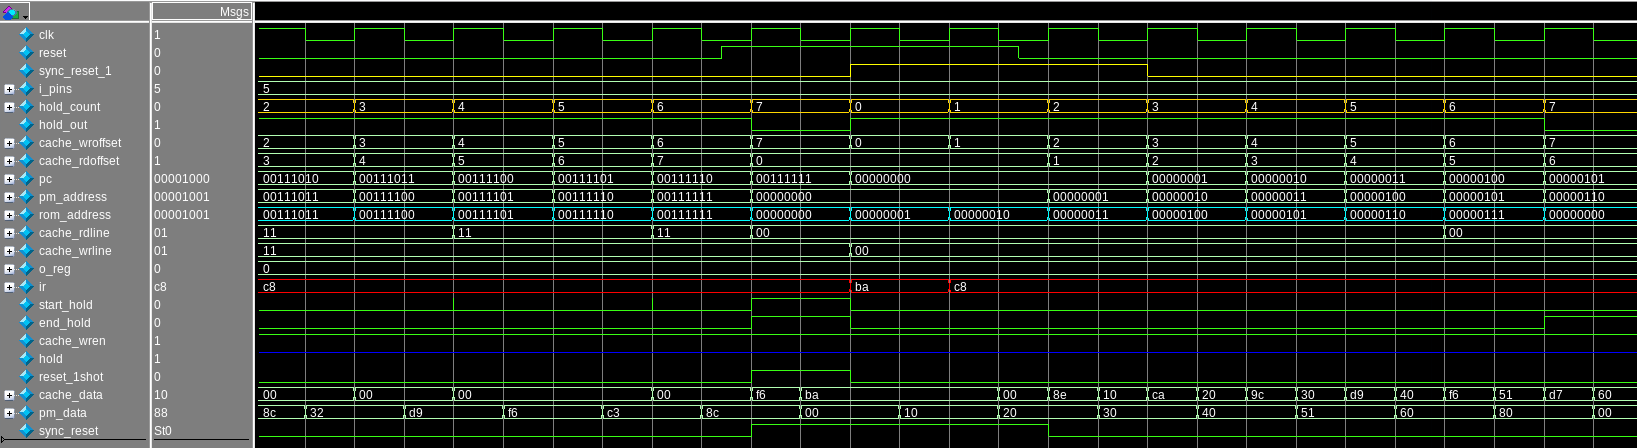 Msgs
clk 1
reset 0
sync_reset_1 0
i_pins 5 5
hold_count 0 2 3 4 5 6 7 0 1 2 3 4 5 6 7
hold_out 1
cache_wroffset 0 2 3 4 5 6 7 0 1 2 3 4 5 6 7
cache_rdoffset 1 3 4 5 6 7 0 1 2 3 4 5 6
pc 00001000 00111010 00111011 00111100 00111101 00111110 00111111 00000000 00000001 00000010 00000011 00000100 00000101
pm_address 00001001 00111011 00111100 00111101 00111110 00111111 00000000 00000001 00000010 00000011 00000100 00000101 00000110
rom_address 00001001 00111011 00111100 00111101 00111110 00111111 00000000 00000001 00000010 00000011 00000100 00000101 00000110 00000111 00000000
cache_rdline 01 11 11 11 00 00
cache_wrline 01 11 00
o_reg 0 0
ir c8 c8 ba c8
start_hold 0
end_hold 0
cache_wren 1
hold 1
reset_1shot 0
cache_data 10 00 00 00 00 f6 ba 00 8e 10 ca 20 9c 30 d9 40 f6 51 d7 60
pm_data 88 8c 32 d9 f6 c3 8c 00 10 20 30 40 51 60 80 00
sync_reset St0